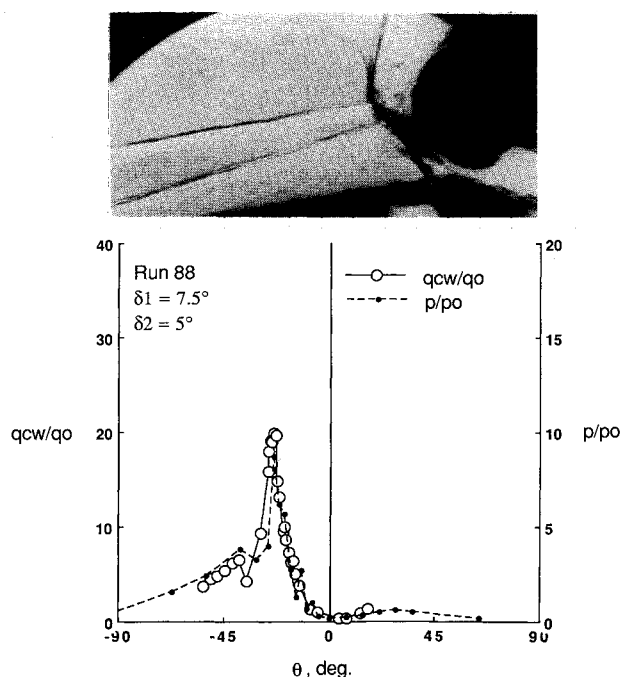 40
30
20
10
0
20
15
10
5
0
Run 88
δ1 = 7.5°
δ2 = 5°
qcw/qo
p/po
qcw/qo
p/po
-90
-45
0
45
90
θ, deg.